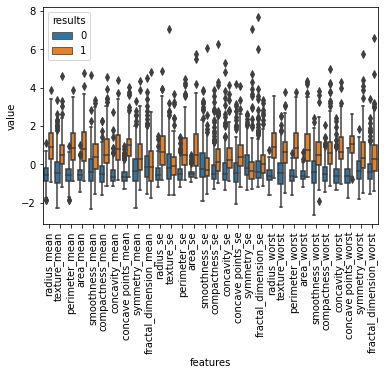 results
0
1
8
6
4
2
0
−2
value
radius_mean
texture_mean
perimeter_mean
area_mean
smoothness_mean
compactness_mean
concavity_mean
concave points_mean
symmetry_mean
fractal_dimension_mean
radius_se
texture_se
perimeter_se
area_se
smoothness_se
compactness_se
concavity_se
concave points_se
symmetry_se
fractal_dimension_se
radius_worst
texture_worst
perimeter_worst
area_worst
smoothness_worst
compactness_worst
concavity_worst
concave points_worst
symmetry_worst
fractal_dimension_worst
features